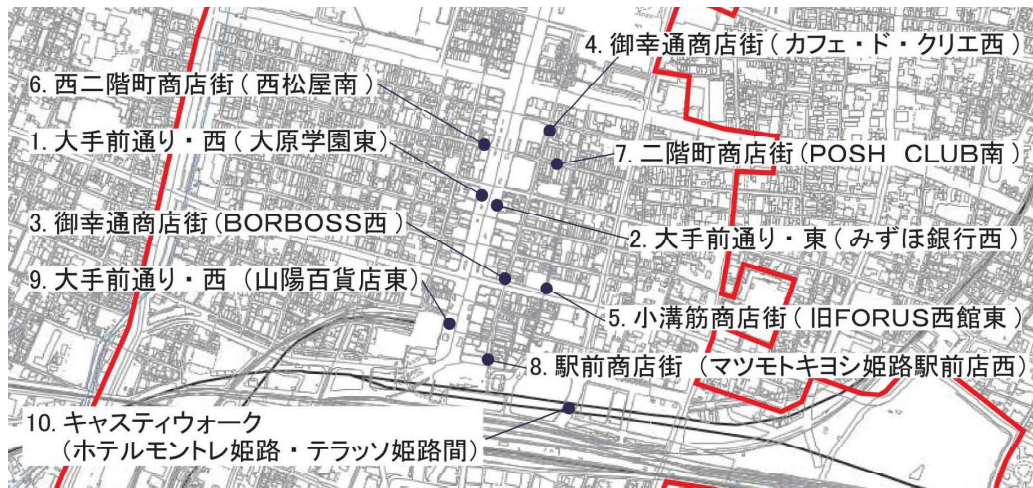 4. 御幸通商店街(カフェ・ド・クリエ西)
6. 西二階町商店街(西松屋南)
1. 大手前通り・西(大原学園東)
7. 二階町商店街(POSH CLUB南)
3. 御幸通商店街(BORBOSS西)
2. 大手前通り・東(みずほ銀行西)
9. 大手前通り・西 (山陽百貨店東)
5. 小溝筋商店街(旧FORUS西館東)
8. 駅前商店街 (マツモトキヨシ姫路駅前店西)
10. キャスティウォーク
(ホテルモントレ姫路・テラッソ姫路間)